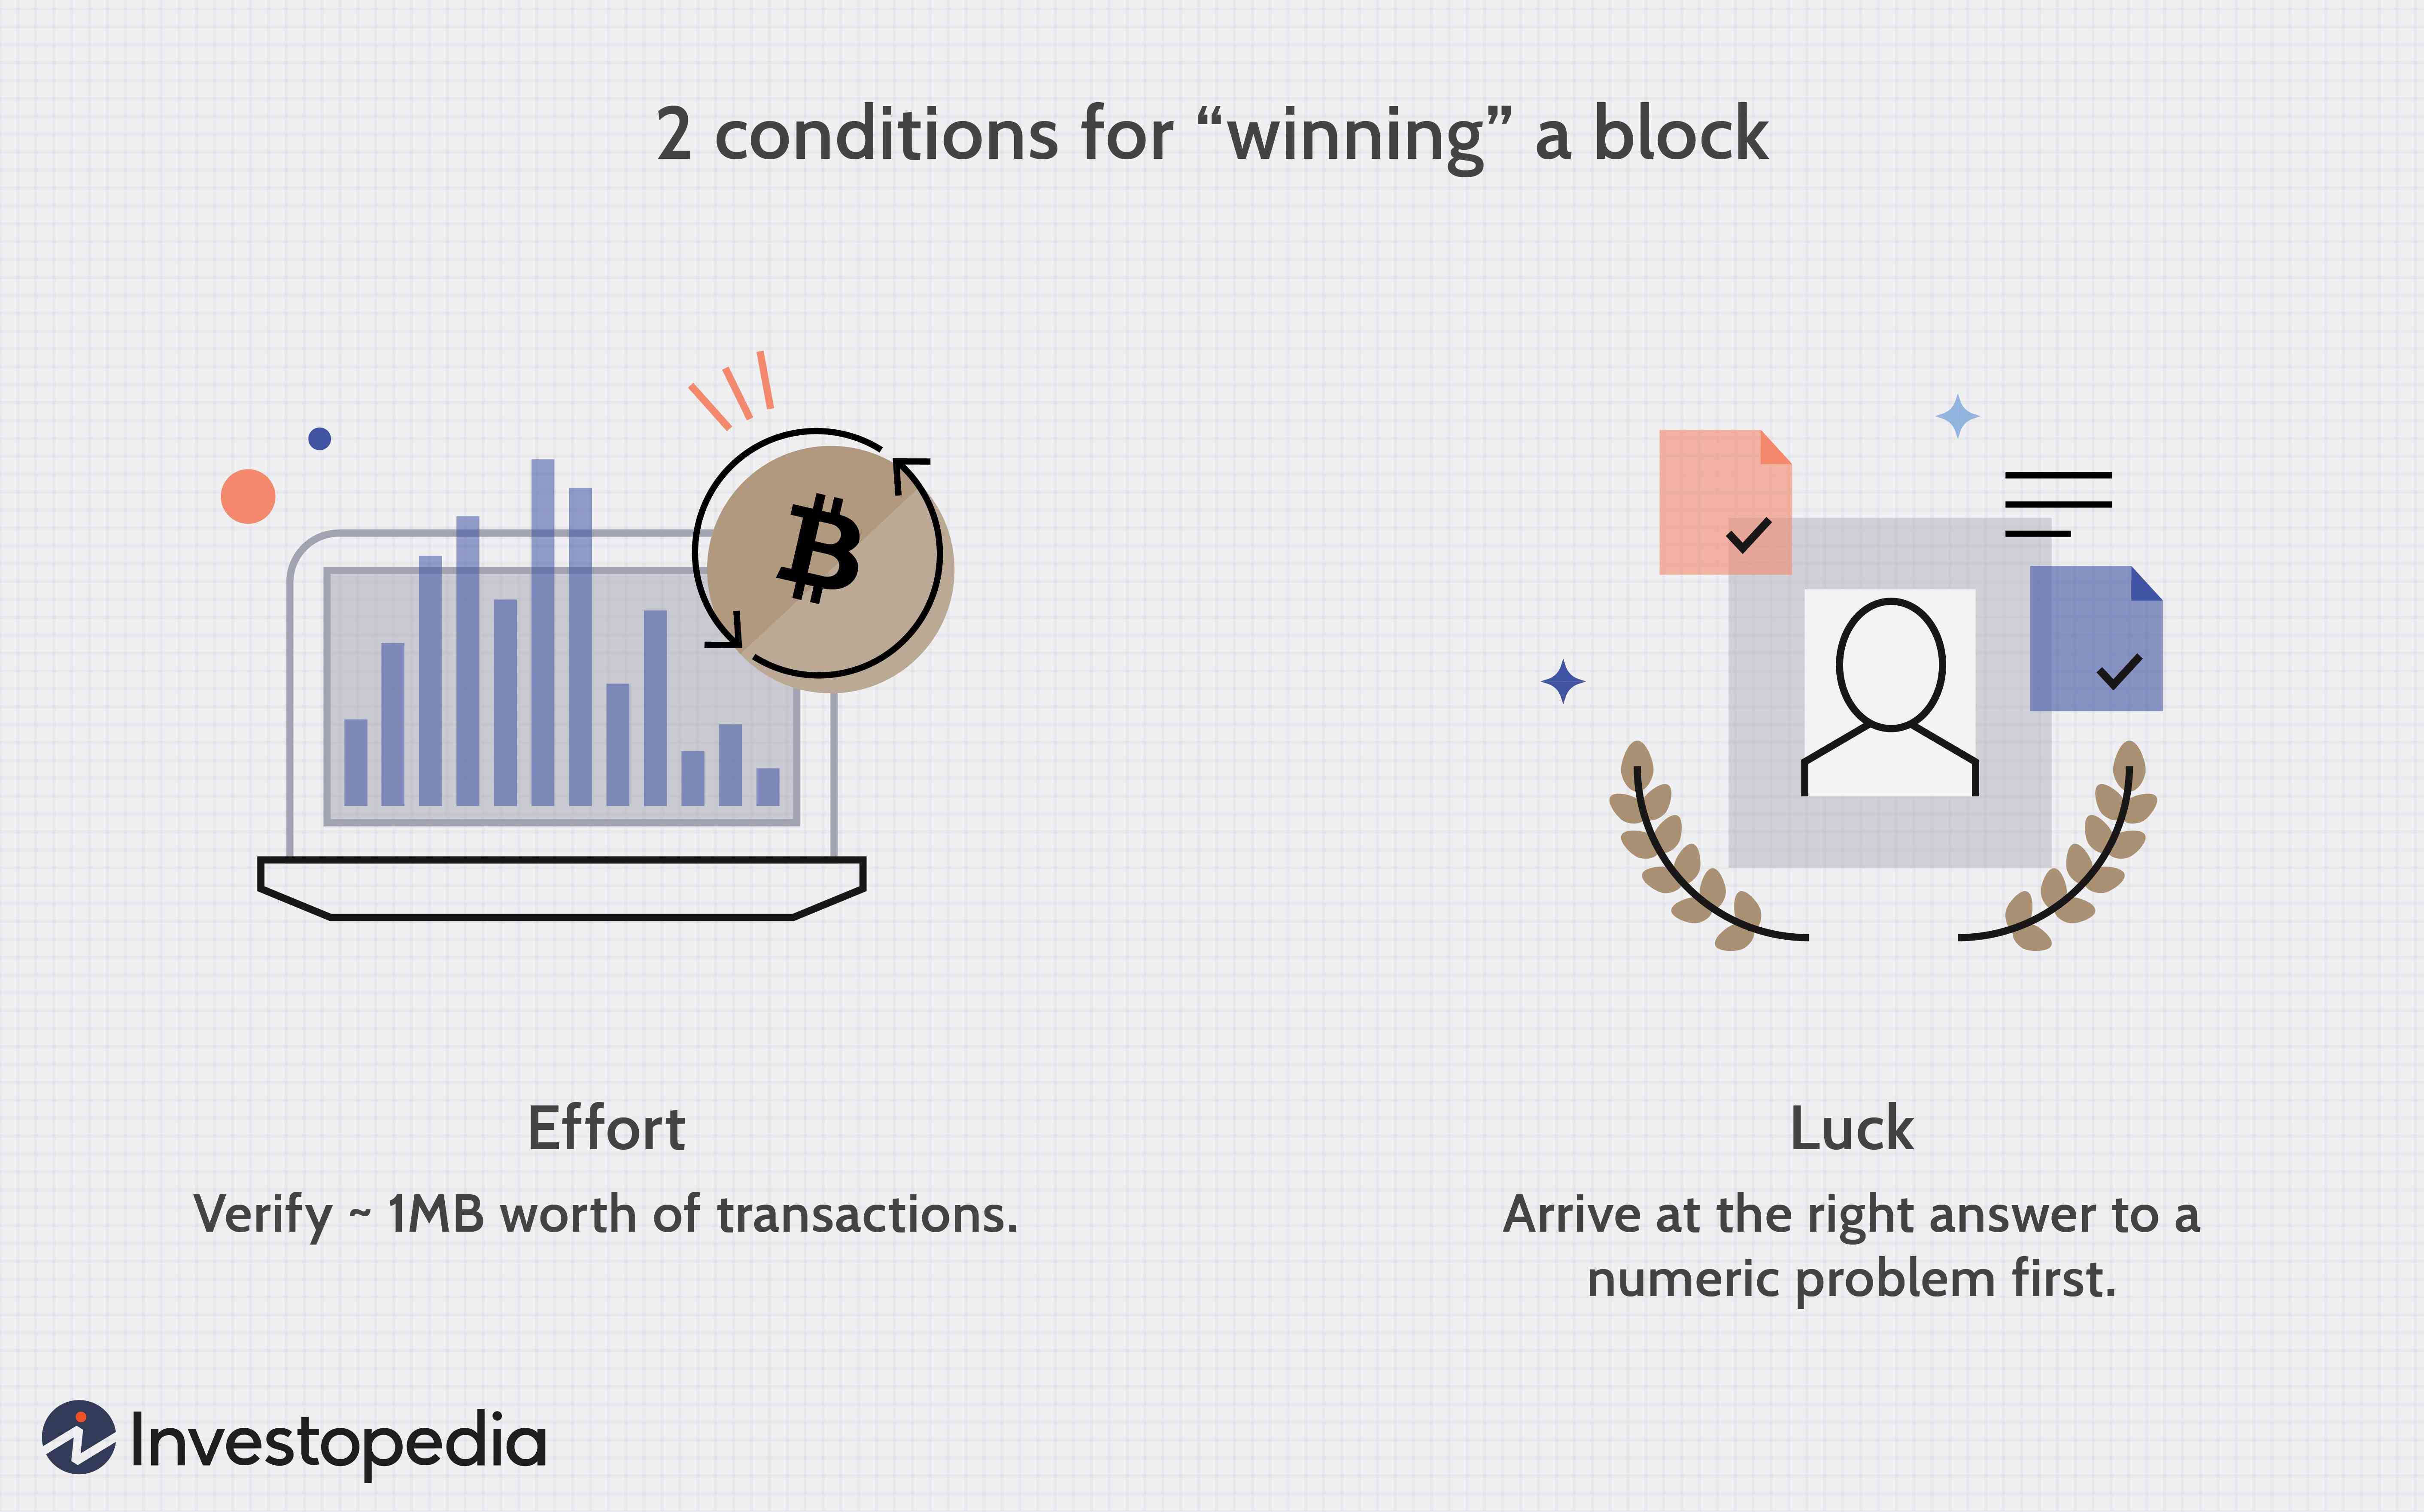 2 conditions for “winning” a block
Effort
Verify ~ 1MB worth of transactions.
Luck
Arrive at the right answer to a
numeric problem first.
Investopedia